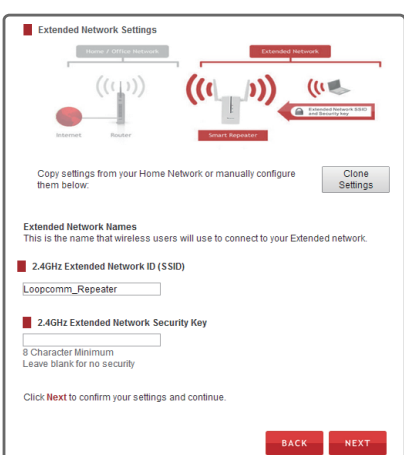 Extended Network Settings
Home / Office Network
Extended Network
Extended Network SSID
and Security key
Internet
Router
Smart Repeater
Copy settings from your Home Network or manually configure
them below:
Clone
Settings
Extended Network Names
This is the name that wireless users will use to connect to your Extended network.
2.4GHz Extended Network ID (SSID)
Loopcomm_Repeater
2.4GHz Extended Network Security Key
8 Character Minimum
Leave blank for no security
Click Next to confirm your settings and continue.
BACK
NEXT